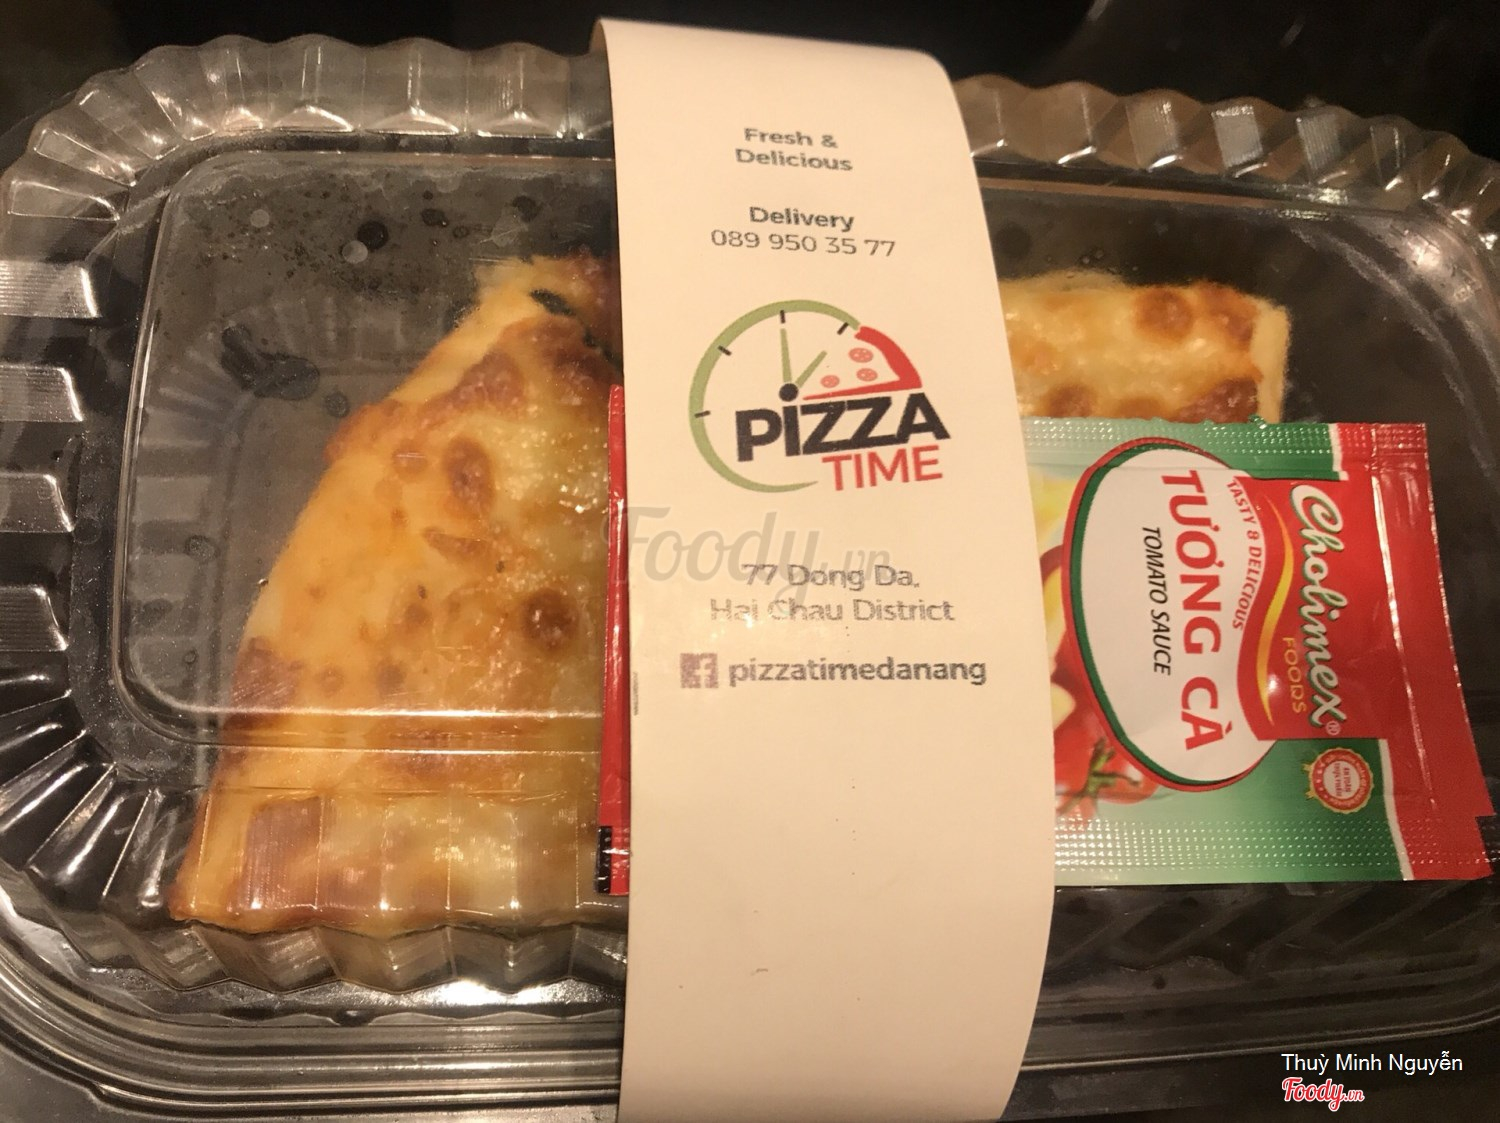 Fresh &
Delicious
Delivery
089 950 35 77
PiZZA
TIME
Foody.vn
77 Dong Da,
Hai Chau District
pizzatimedanang
Cholimex®
FOODS
TASTY & DELICIOUS
TƯƠNG CÀ
TOMATO SAUCE
Thuỳ Minh Nguyễn
Foody.vn